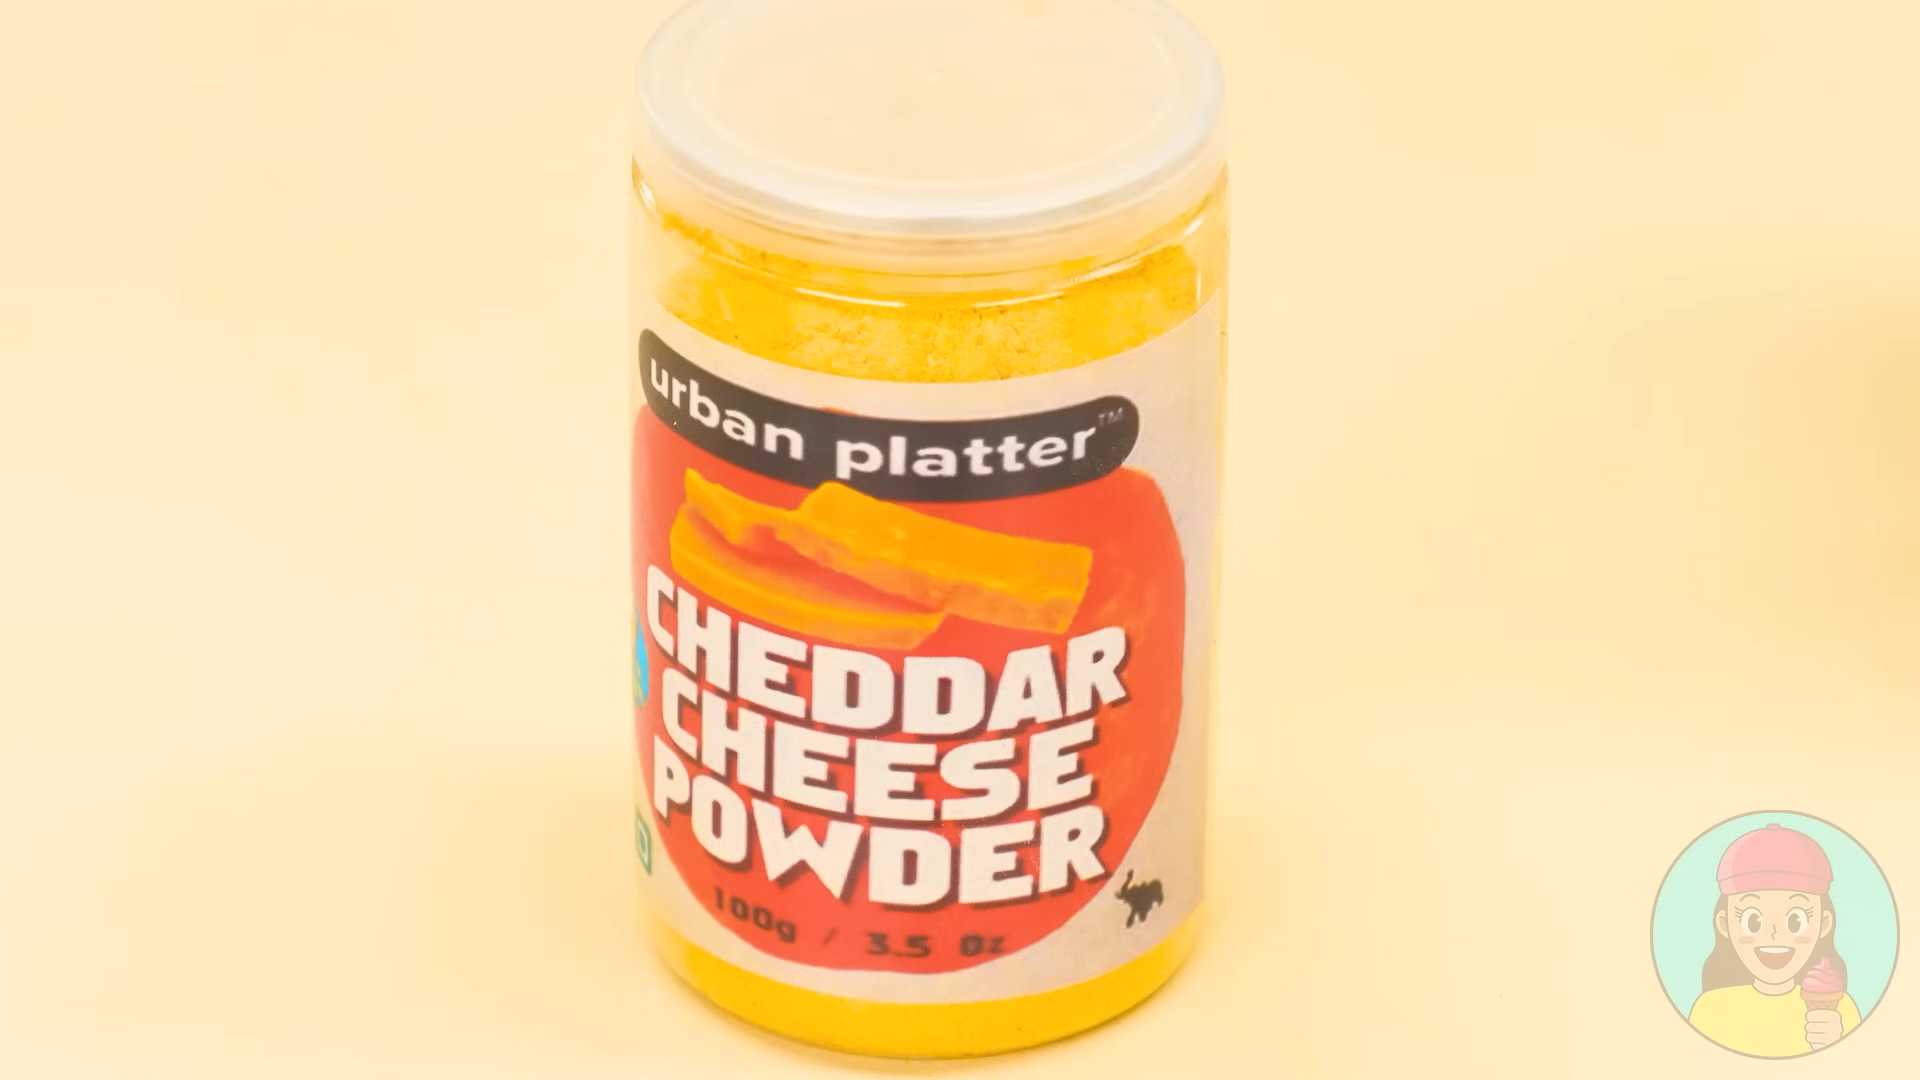 urban platter™
CHEDDAR
CHEESE
POWDER
100g / 3.5 Oz